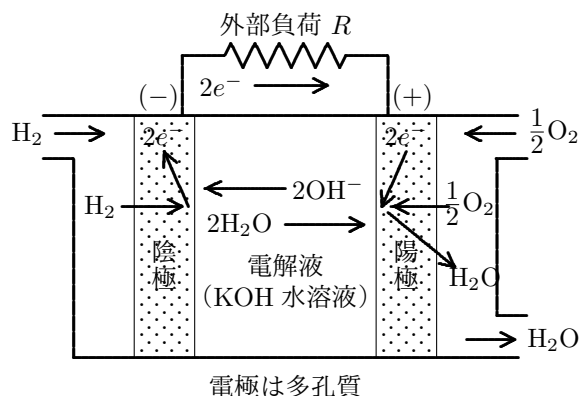 外部負荷 R
2e⁻
(−)
(+)
H₂
2e⁻
2e⁻
½O₂
2OH⁻
H₂
½O₂
2H₂O
陰極
電解液
(KOH 水溶液)
陽極
H₂O
H₂O
電極は多孔質